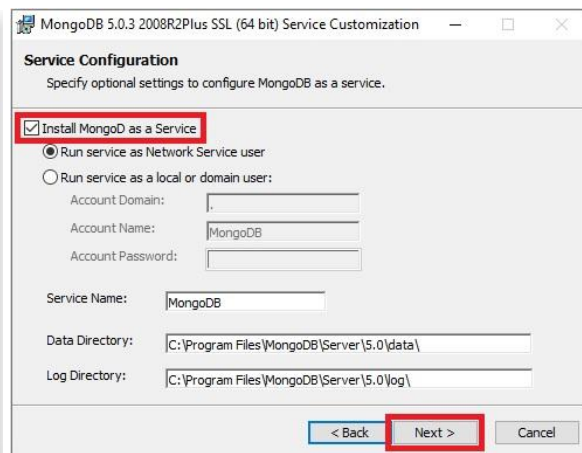 MongoDB 5.0.3 2008R2Plus SSL (64 bit) Service Customization
Service Configuration
Specify optional settings to configure MongoDB as a service.
Install MongoD as a Service
Run service as Network Service user
Run service as a local or domain user:
Account Domain: .
Account Name: MongoDB
Account Password:
Service Name: MongoDB
Data Directory: C:\Program Files\MongoDB\Server\5.0\data\
Log Directory: C:\Program Files\MongoDB\Server\5.0\log\
< Back Next > Cancel